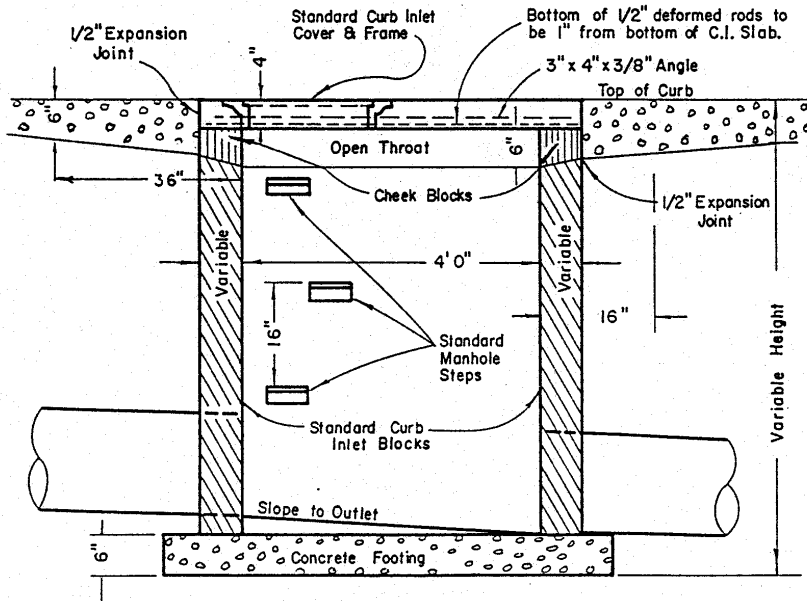 1/2" Expansion
Joint
Standard Curb Inlet
Cover & Frame
Bottom of 1/2" deformed rods to
be 1" from bottom of C.I. Slab.
3" x 4" x 3/8" Angle
Top of Curb
4"
6"
Open Throat
6"
36"
Cheek Blocks
1/2" Expansion
Joint
Variable
4'0"
Variable
16"
16"
Standard
Manhole
Steps
Variable Height
Standard Curb
Inlet Blocks
Slope to Outlet
6"
Concrete Footing